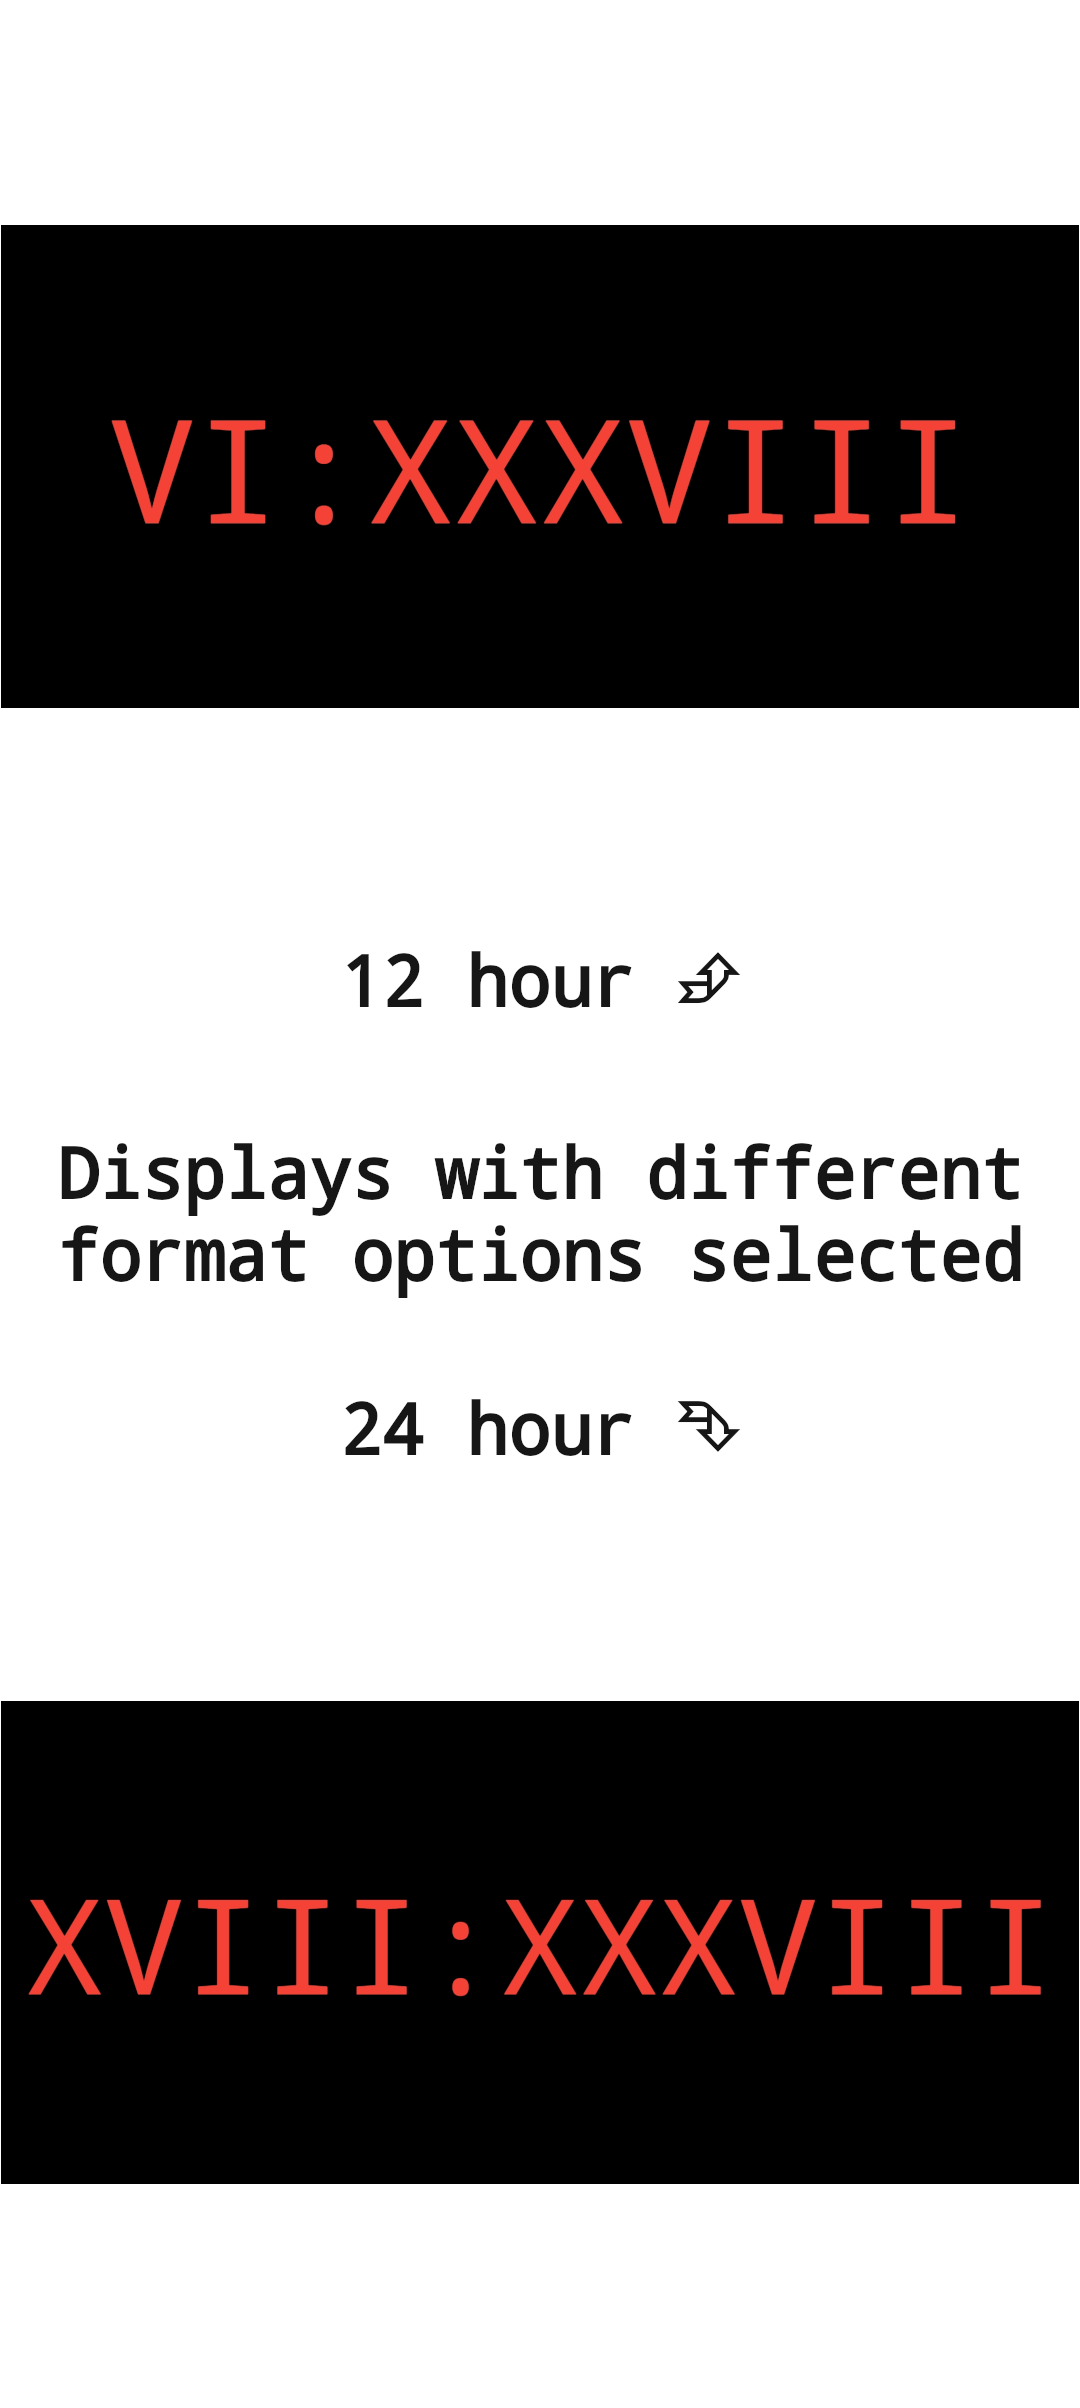 VI:XXXVIII
12 hour ⮵
Displays with different
format options selected
24 hour ⮷
XVIII:XXXVIII